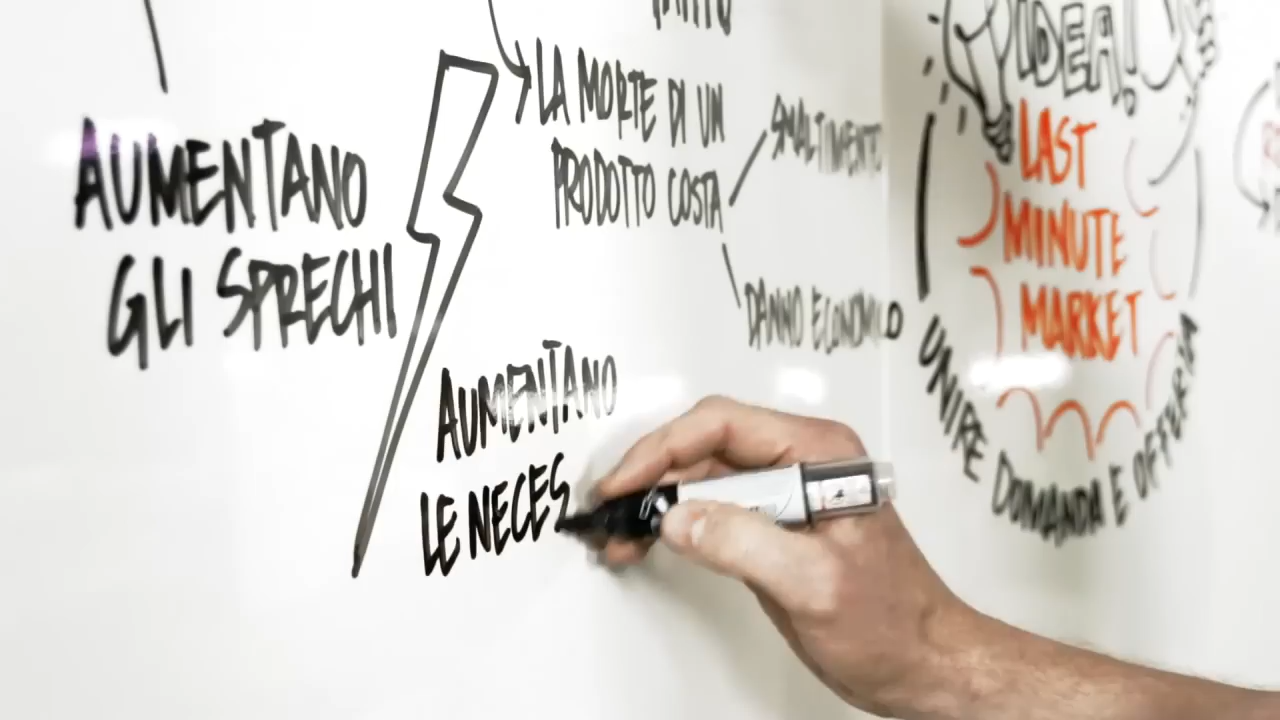 AUMENTANO
GLI SPRECHI
LA MORTE DI UN
PRODOTTO COSTA
SMALTIMENTO
DANNO ECONOMICO
AUMENTANO
LE NECES
IDEA!
LAST
MINUTE
MARKET
UNIRE DOMANDA E OFFERTA